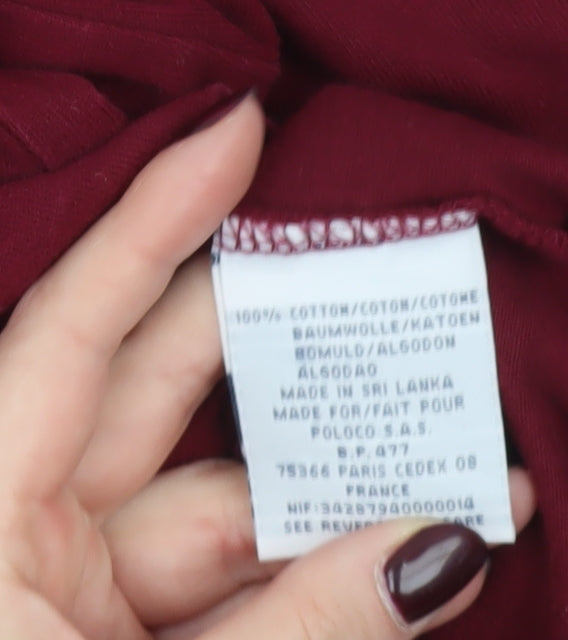 100% COTTON/COTON/COTONE
BAUMWOLLE/KATOEN
BOMULD/ALGODON
ALGODAO
MADE IN SRI LANKA
MADE FOR/FAIT POUR
POLOCO S.A.S.
B.P. 477
75366 PARIS CEDEX 08
FRANCE
NIF:34287940000014
SEE